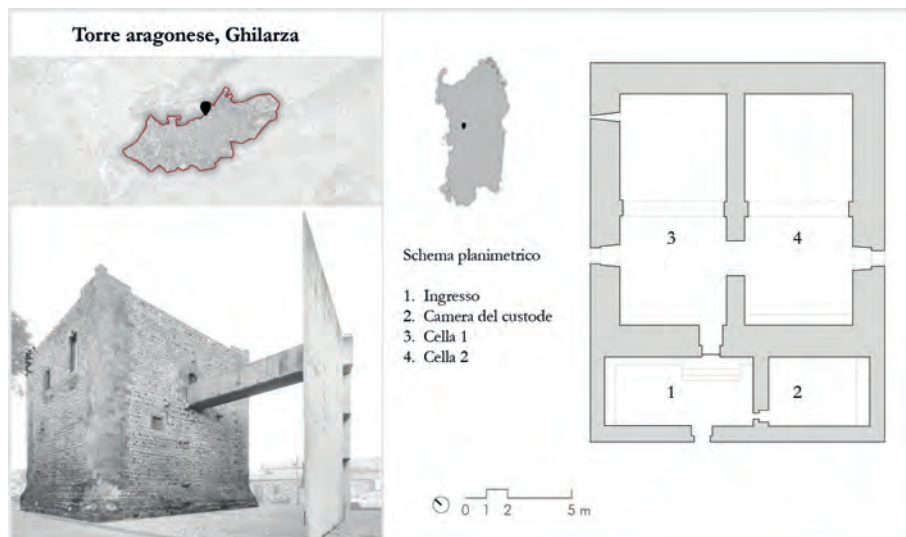 Torre aragonese, Ghilarza
Schema planimetrico
1. Ingresso
2. Camera del custode
3. Cella 1
4. Cella 2
3
4
1
2
0 1 2 5 m